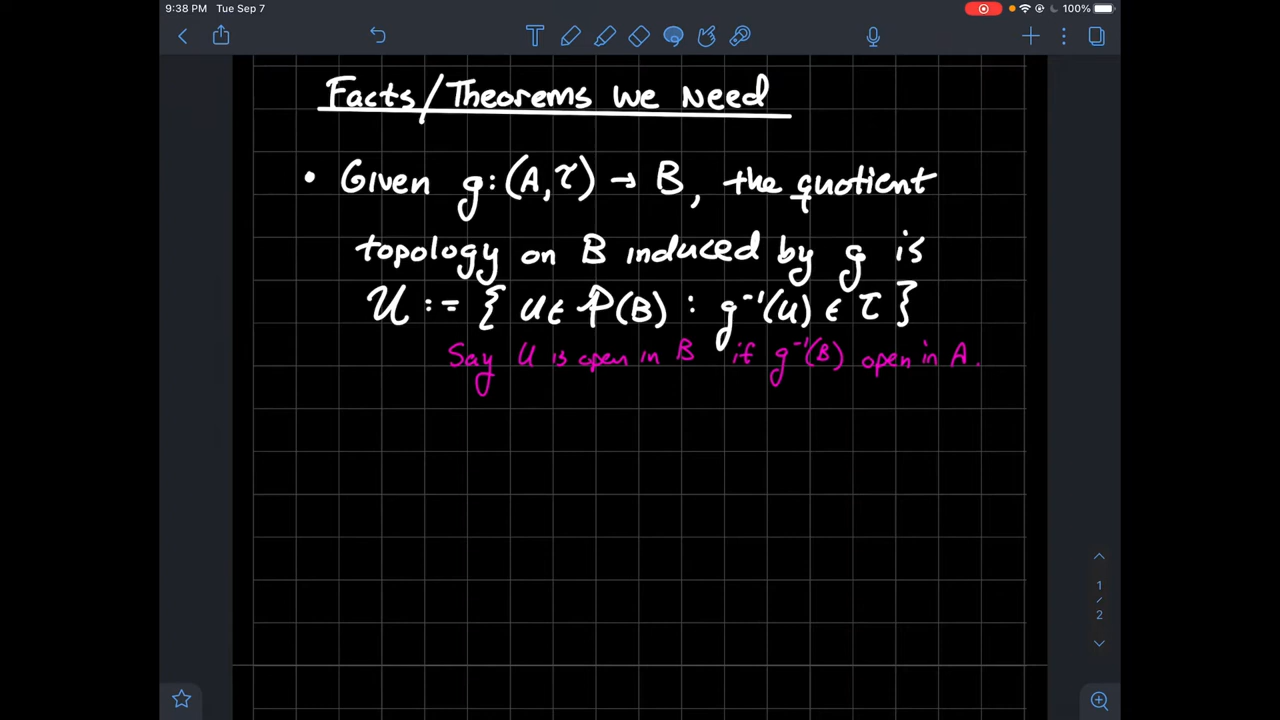 9:38 PM Tue Sep 7
100%
Facts/Theorems We Need
• Given g:(A,τ) → B, the quotient
topology on B induced by g is
𝒰 := { U ∈ P(B) : g⁻¹(U) ∈ τ }
Say U is open in B if g⁻¹(B) open in A.
1
/
2